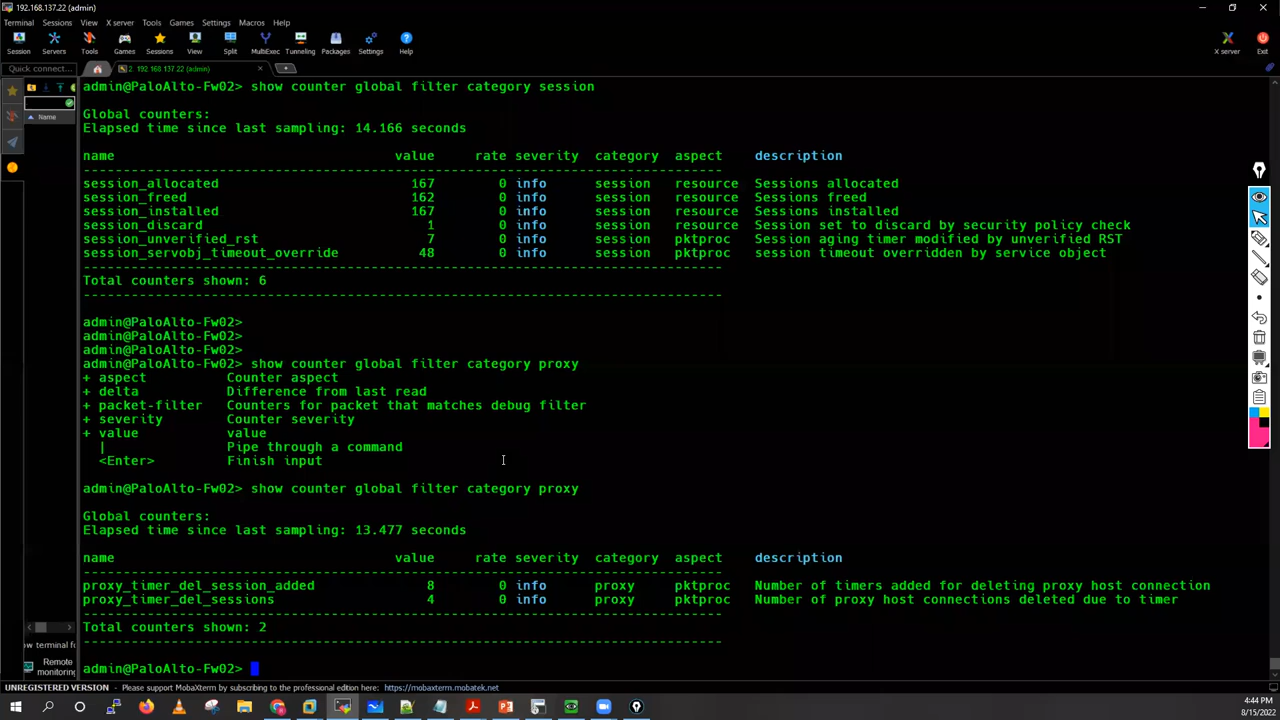 192.168.137.22 (admin)
Terminal Sessions View X server Tools Games Settings Macros Help
Session Servers Tools Games Sessions View Split MultiExec Tunneling Packages Settings Help X server Exit
Quick connect... 2. 192.168.137.22 (admin)
Name
admin@PaloAlto-Fw02> show counter global filter category session
Global counters:
Elapsed time since last sampling: 14.166 seconds
name value rate severity category aspect description
--------------------------------------------------------------------------------
session_allocated 167 0 info session resource Sessions allocated
session_freed 162 0 info session resource Sessions freed
session_installed 167 0 info session resource Sessions installed
session_discard 1 0 info session resource Session set to discard by security policy check
session_unverified_rst 7 0 info session pktproc Session aging timer modified by unverified RST
session_servobj_timeout_override 48 0 info session pktproc session timeout overridden by service object
--------------------------------------------------------------------------------
Total counters shown: 6
--------------------------------------------------------------------------------
admin@PaloAlto-Fw02>
admin@PaloAlto-Fw02>
admin@PaloAlto-Fw02>
admin@PaloAlto-Fw02> show counter global filter category proxy
+ aspect Counter aspect
+ delta Difference from last read
+ packet-filter Counters for packet that matches debug filter
+ severity Counter severity
+ value value
| Pipe through a command
<Enter> Finish input
admin@PaloAlto-Fw02> show counter global filter category proxy
Global counters:
Elapsed time since last sampling: 13.477 seconds
name value rate severity category aspect description
--------------------------------------------------------------------------------
proxy_timer_del_session_added 8 0 info proxy pktproc Number of timers added for deleting proxy host connection
proxy_timer_del_sessions 4 0 info proxy pktproc Number of proxy host connections deleted due to timer
--------------------------------------------------------------------------------
Total counters shown: 2
--------------------------------------------------------------------------------
ow terminal fo
Remote
monitoring
admin@PaloAlto-Fw02>
UNREGISTERED VERSION - Please support MobaXterm by subscribing to the professional edition here: https://mobaxterm.mobatek.net
4:44 PM
8/15/2022